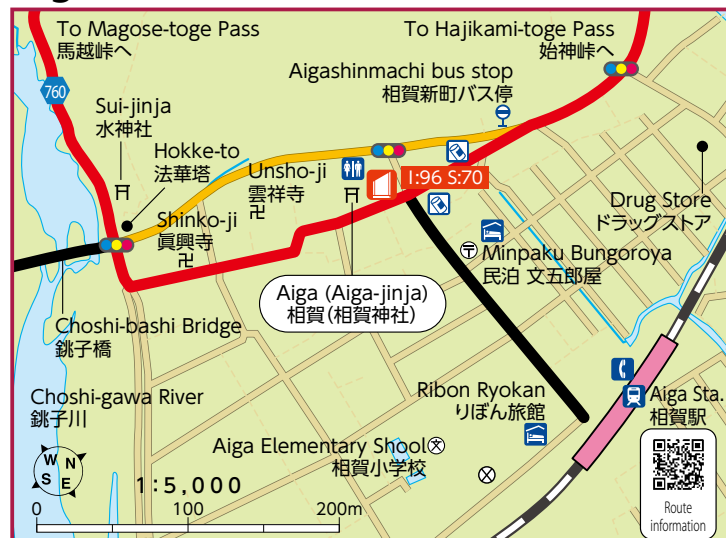 To Magose-toge Pass
馬越峠へ
To Hajikami-toge Pass
始神峠へ
760
Aigashinmachi bus stop
相賀新町バス停
Sui-jinja
水神社
Hokke-to
法華塔
Unsho-ji
雲祥寺
I:96 S:70
Shinko-ji
眞興寺
Drug Store
ドラッグストア
Minpaku Bungoroya
民泊 文五郎屋
Aiga (Aiga-jinja)
相賀(相賀神社)
Choshi-bashi Bridge
銚子橋
Choshi-gawa River
銚子川
Ribon Ryokan
りぼん旅館
Aiga Sta.
相賀駅
Aiga Elementary Shool
相賀小学校
文
W N
S E
1:5,000
0 100 200m
Route
information